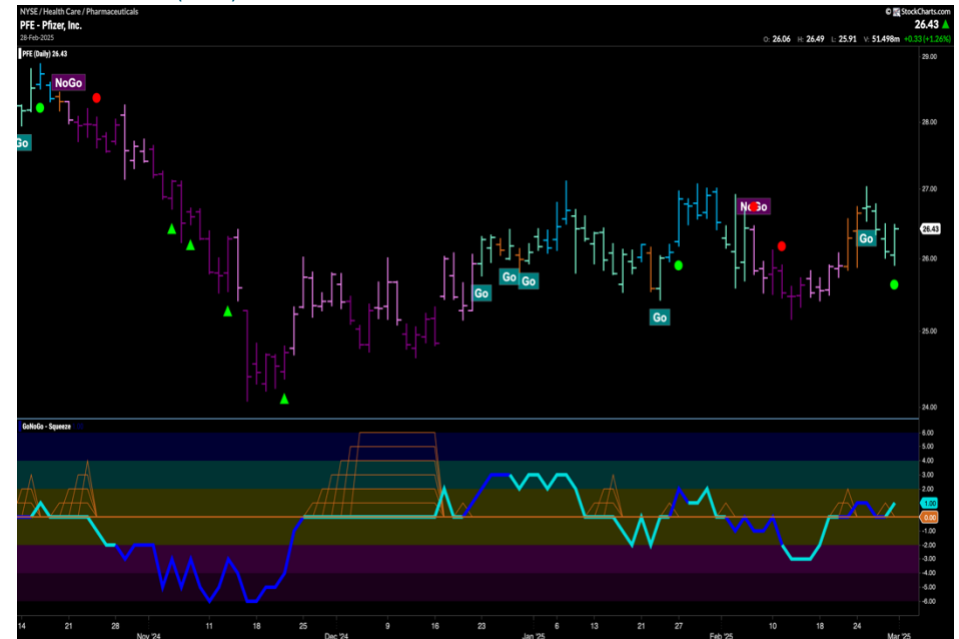 NYSE / Health Care / Pharmaceuticals
© StockCharts.com
PFE - Pfizer, Inc.
26.43
28-Feb-2025
O: 26.06 H: 26.49 L: 25.91 V: 51.498m +0.33 (+1.26%)
PFE (Daily) 26.43
29.00
NoGo
28.00
Go
27.00
NoGo
26.43
Go
26.00
Go
Go
Go
Go
25.00
24.00
GoNoGo - Squeeze
6.00
5.00
4.00
3.00
2.00
1.00
0.00
-1.00
-2.00
-3.00
-4.00
-5.00
-6.00
14 21 28 11 18 25 9 16 23 6 13 21 27 10 18 24
Nov '24 Dec '24 Jan '25 Feb '25 Mar '25